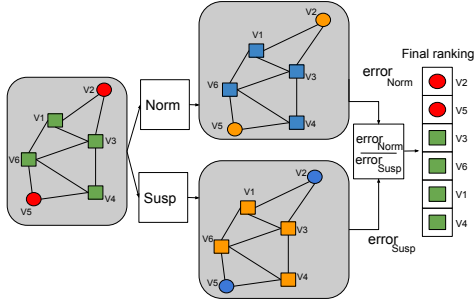 V2
V1
V3
V6
V5
V4
Norm
Susp
V2
V1
V3
V6
V5
V4
V2
V1
V3
V6
V5
V4
error Norm
error Norm
error Susp
error Susp
Final ranking
V2
V5
V3
V6
V1
V4